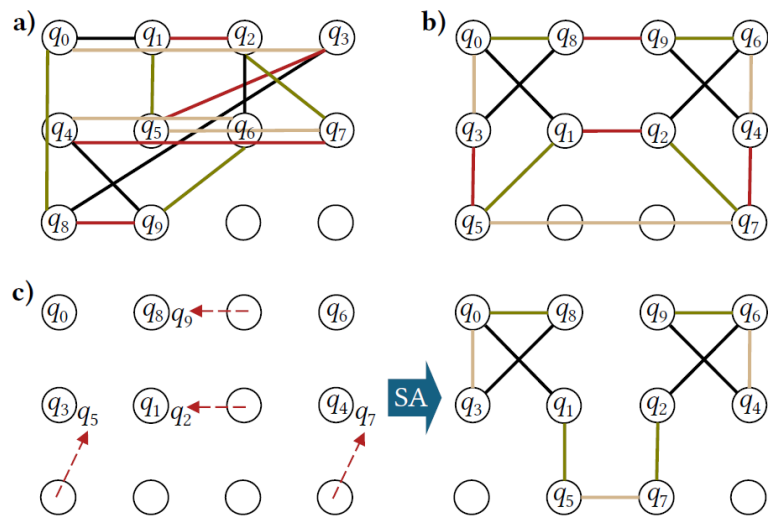 a)
q0 q1 q2 q3
q4 q5 q6 q7
q8 q9
b)
q0 q8 q9 q6
q3 q1 q2 q4
q5 q7
c)
q0 q8 q9 q6
q3 q5 q1 q2 q4 q7
SA
q0 q8 q9 q6
q3 q1 q2 q4
q5 q7